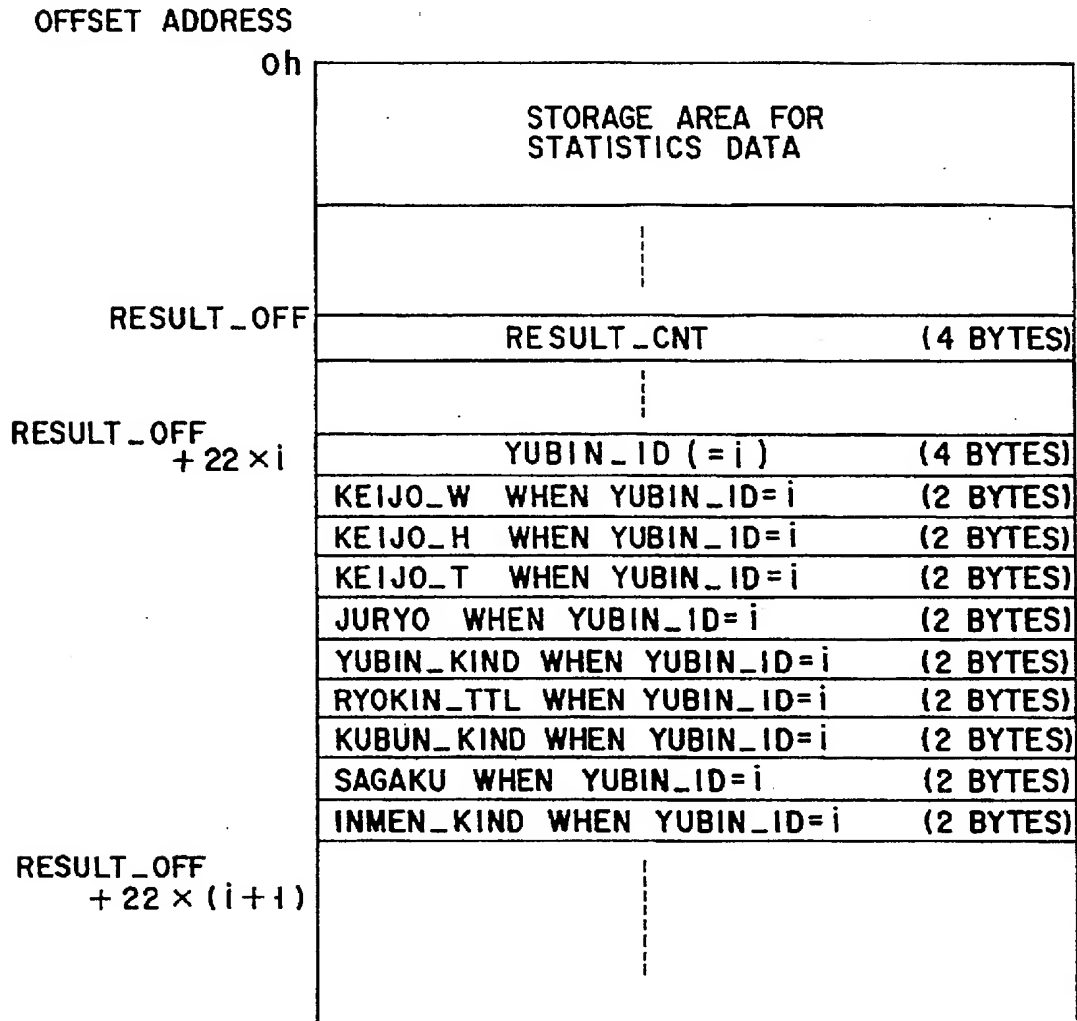 OFFSET ADDRESS
0h
STORAGE AREA FOR
STATISTICS DATA
RESULT_OFF
RESULT_CNT (4 BYTES)
RESULT_OFF
+ 22 × i
YUBIN_ID ( = i ) (4 BYTES)
KEIJO_W WHEN YUBIN_ID= i (2 BYTES)
KEIJO_H WHEN YUBIN_ID= i (2 BYTES)
KEIJO_T WHEN YUBIN_ID= i (2 BYTES)
JURYO WHEN YUBIN_ID= i (2 BYTES)
YUBIN_KIND WHEN YUBIN_ID= i (2 BYTES)
RYOKIN_TTL WHEN YUBIN_ID= i (2 BYTES)
KUBUN_KIND WHEN YUBIN_ID= i (2 BYTES)
SAGAKU WHEN YUBIN_ID= i (2 BYTES)
INMEN_KIND WHEN YUBIN_ID= i (2 BYTES)
RESULT_OFF
+ 22 × (i+1)